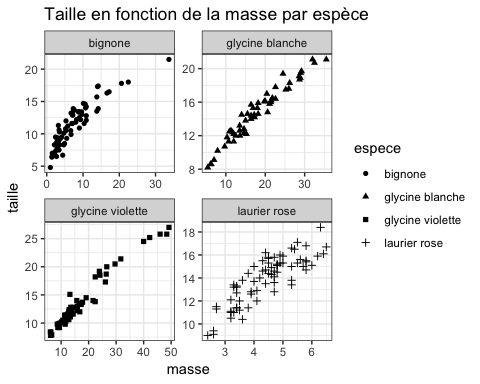 Taille en fonction de la masse par espèce
bignone
glycine blanche
20
15
10
5
0
10
20
30
20
16
12
8
10
20
30
glycine violette
laurier rose
25
20
15
10
10
20
30
40
50
18
16
14
12
10
3
4
5
6
taille
masse
espece
bignone
glycine blanche
glycine violette
laurier rose